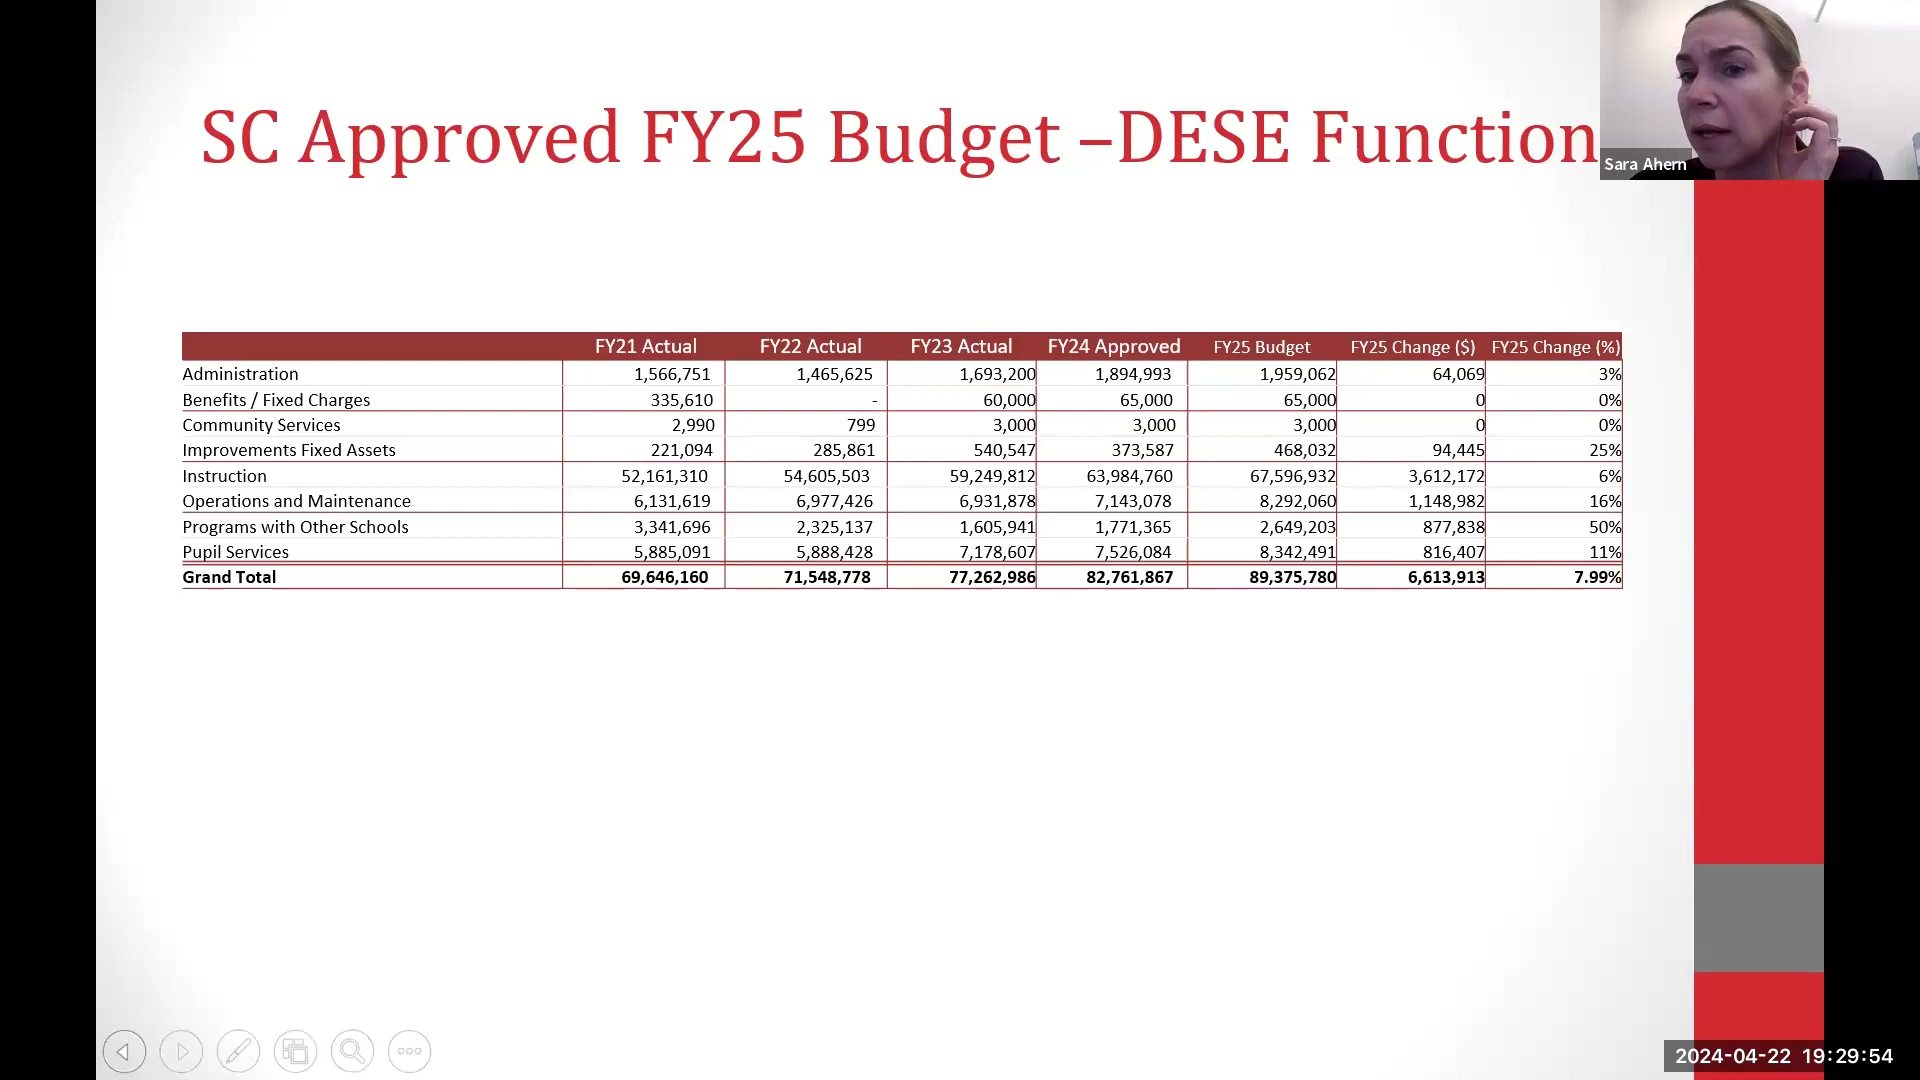 SC Approved FY25 Budget –DESE Function
Sara Ahern
FY21 Actual FY22 Actual FY23 Actual FY24 Approved FY25 Budget FY25 Change ($) FY25 Change (%)
Administration 1,566,751 1,465,625 1,693,200 1,894,993 1,959,062 64,069 3%
Benefits / Fixed Charges 335,610 - 60,000 65,000 65,000 0 0%
Community Services 2,990 799 3,000 3,000 3,000 0 0%
Improvements Fixed Assets 221,094 285,861 540,547 373,587 468,032 94,445 25%
Instruction 52,161,310 54,605,503 59,249,812 63,984,760 67,596,932 3,612,172 6%
Operations and Maintenance 6,131,619 6,977,426 6,931,878 7,143,078 8,292,060 1,148,982 16%
Programs with Other Schools 3,341,696 2,325,137 1,605,941 1,771,365 2,649,203 877,838 50%
Pupil Services 5,885,091 5,888,428 7,178,607 7,526,084 8,342,491 816,407 11%
Grand Total 69,646,160 71,548,778 77,262,986 82,761,867 89,375,780 6,613,913 7.99%
2024-04-22 19:29:54